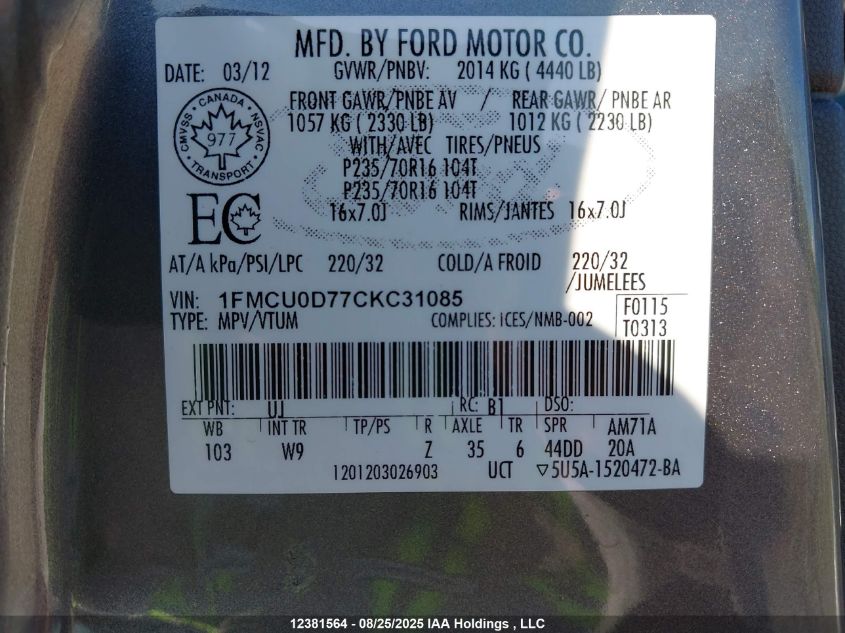 MFD. BY FORD MOTOR CO.
DATE: 03/12 GVWR/PNBV: 2014 KG ( 4440 LB)
FRONT GAWR/PNBE AV / REAR GAWR/ PNBE AR
1057 KG ( 2330 LB) 1012 KG ( 2230 LB)
WITH/AVEC TIRES/PNEUS
P235/70R16 104T
P235/70R16 104T
16x7.0J RIMS/JANTES 16x7.0J
CANADA
CMVSS
NSVAC
977
TRANSPORT
EC
AT/A kPa/PSI/LPC 220/32 COLD/A FROID 220/32
/JUMELEES
VIN: 1FMCU0D77CKC31085 F0115
TYPE: MPV/VTUM COMPLIES: ICES/NMB-002 T0313
EXT PNT: UJ RC: B1 DSO:
WB INT TR TP/PS R AXLE TR SPR AM71A
103 W9 Z 35 6 44DD 20A
1201203026903 UCT ▽5U5A-1520472-BA
12381564 - 08/25/2025 IAA Holdings , LLC